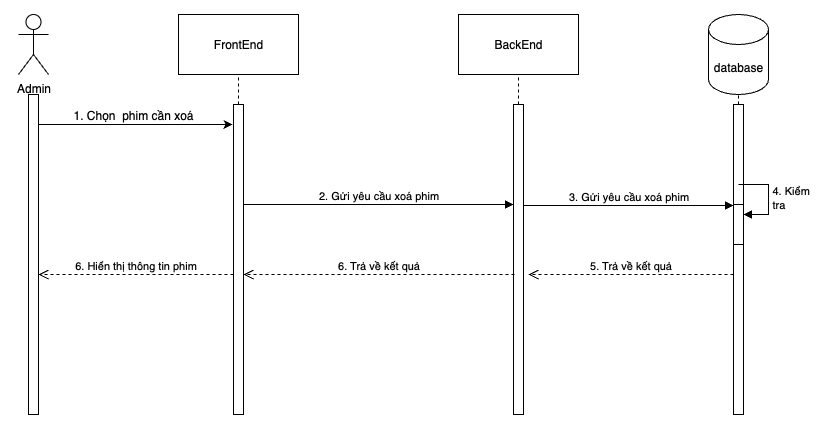 FrontEnd
BackEnd
database
Admin
1. Chọn phim cần xoá
2. Gửi yêu cầu xoá phim
3. Gửi yêu cầu xoá phim
4. Kiểm
tra
6. Hiển thị thông tin phim
6. Trả về kết quả
5. Trả về kết quả